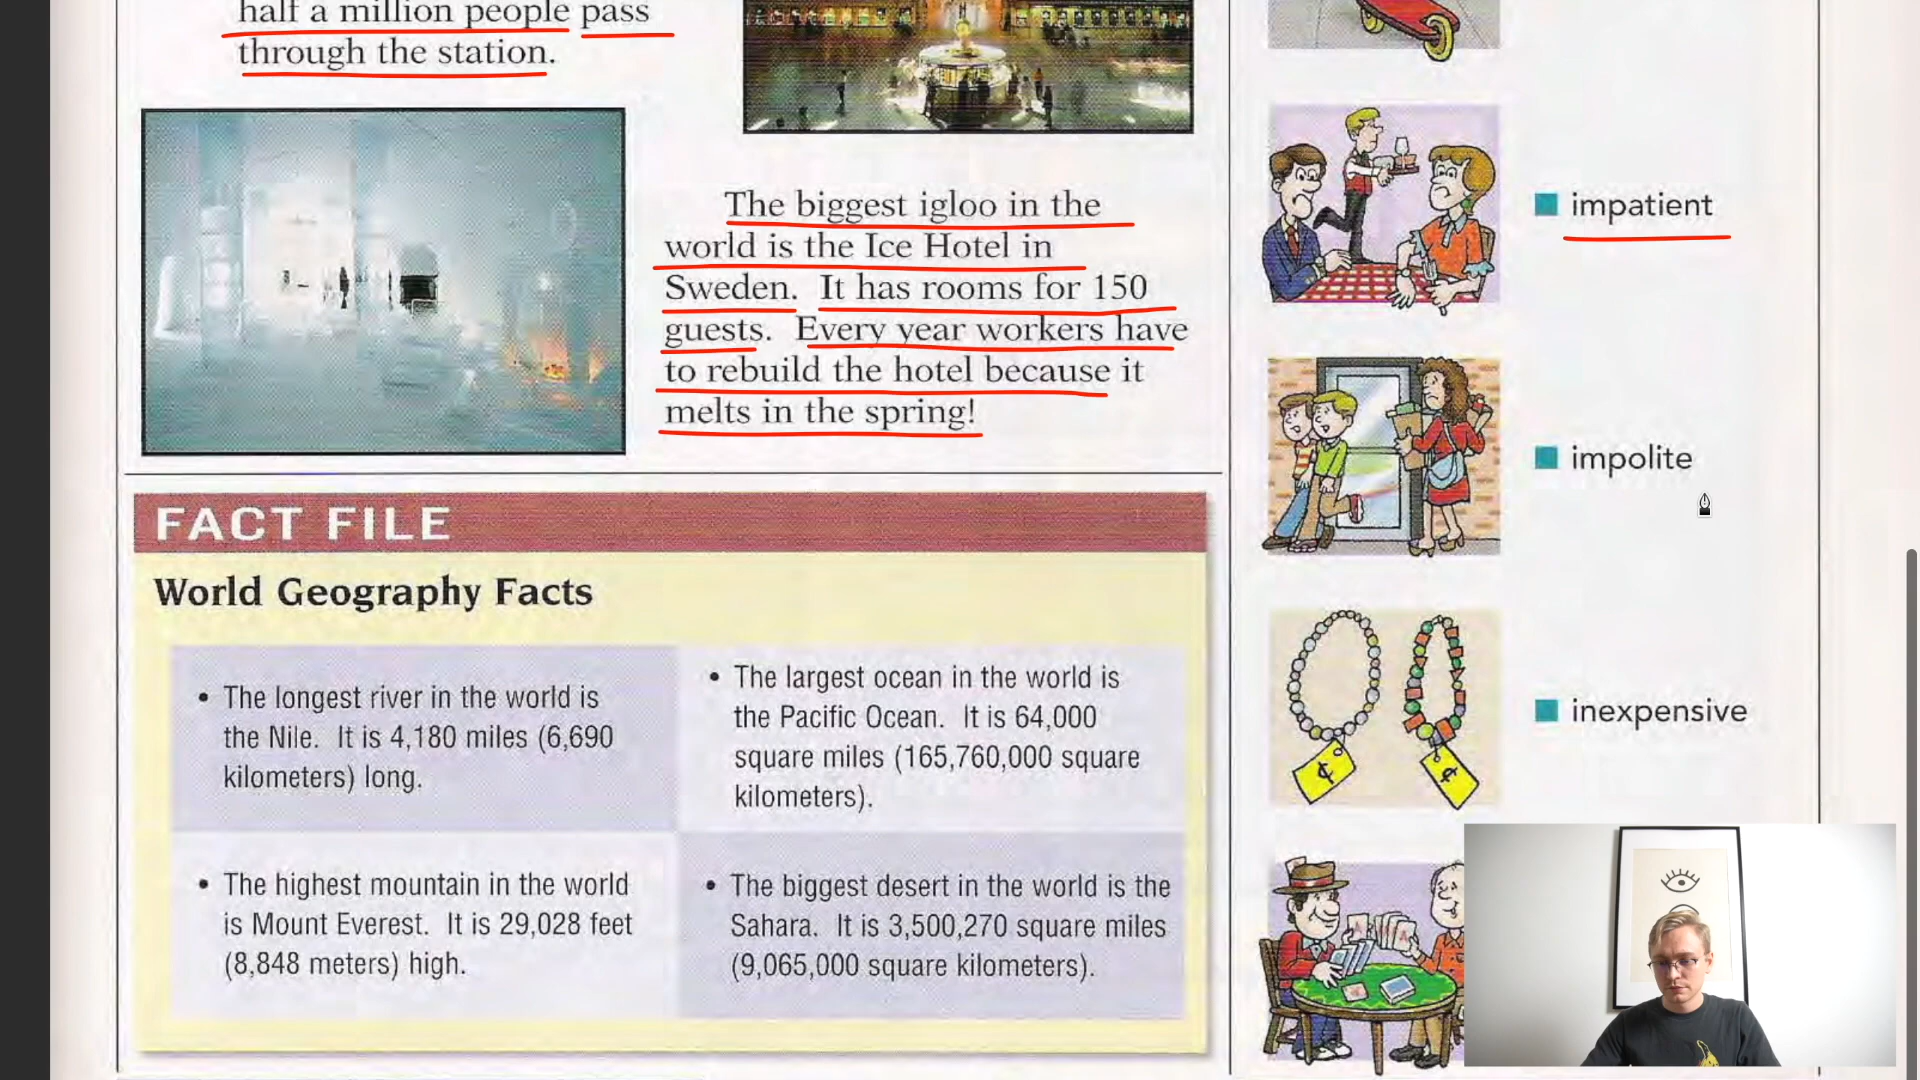 half a million people pass
through the station.
The biggest igloo in the
world is the Ice Hotel in
Sweden. It has rooms for 150
guests. Every year workers have
to rebuild the hotel because it
melts in the spring!
FACT FILE
World Geography Facts
• The longest river in the world is
the Nile. It is 4,180 miles (6,690
kilometers) long.
• The largest ocean in the world is
the Pacific Ocean. It is 64,000
square miles (165,760,000 square
kilometers).
• The highest mountain in the world
is Mount Everest. It is 29,028 feet
(8,848 meters) high.
• The biggest desert in the world is the
Sahara. It is 3,500,270 square miles
(9,065,000 square kilometers).
impatient
impolite
inexpensive
¢
¢